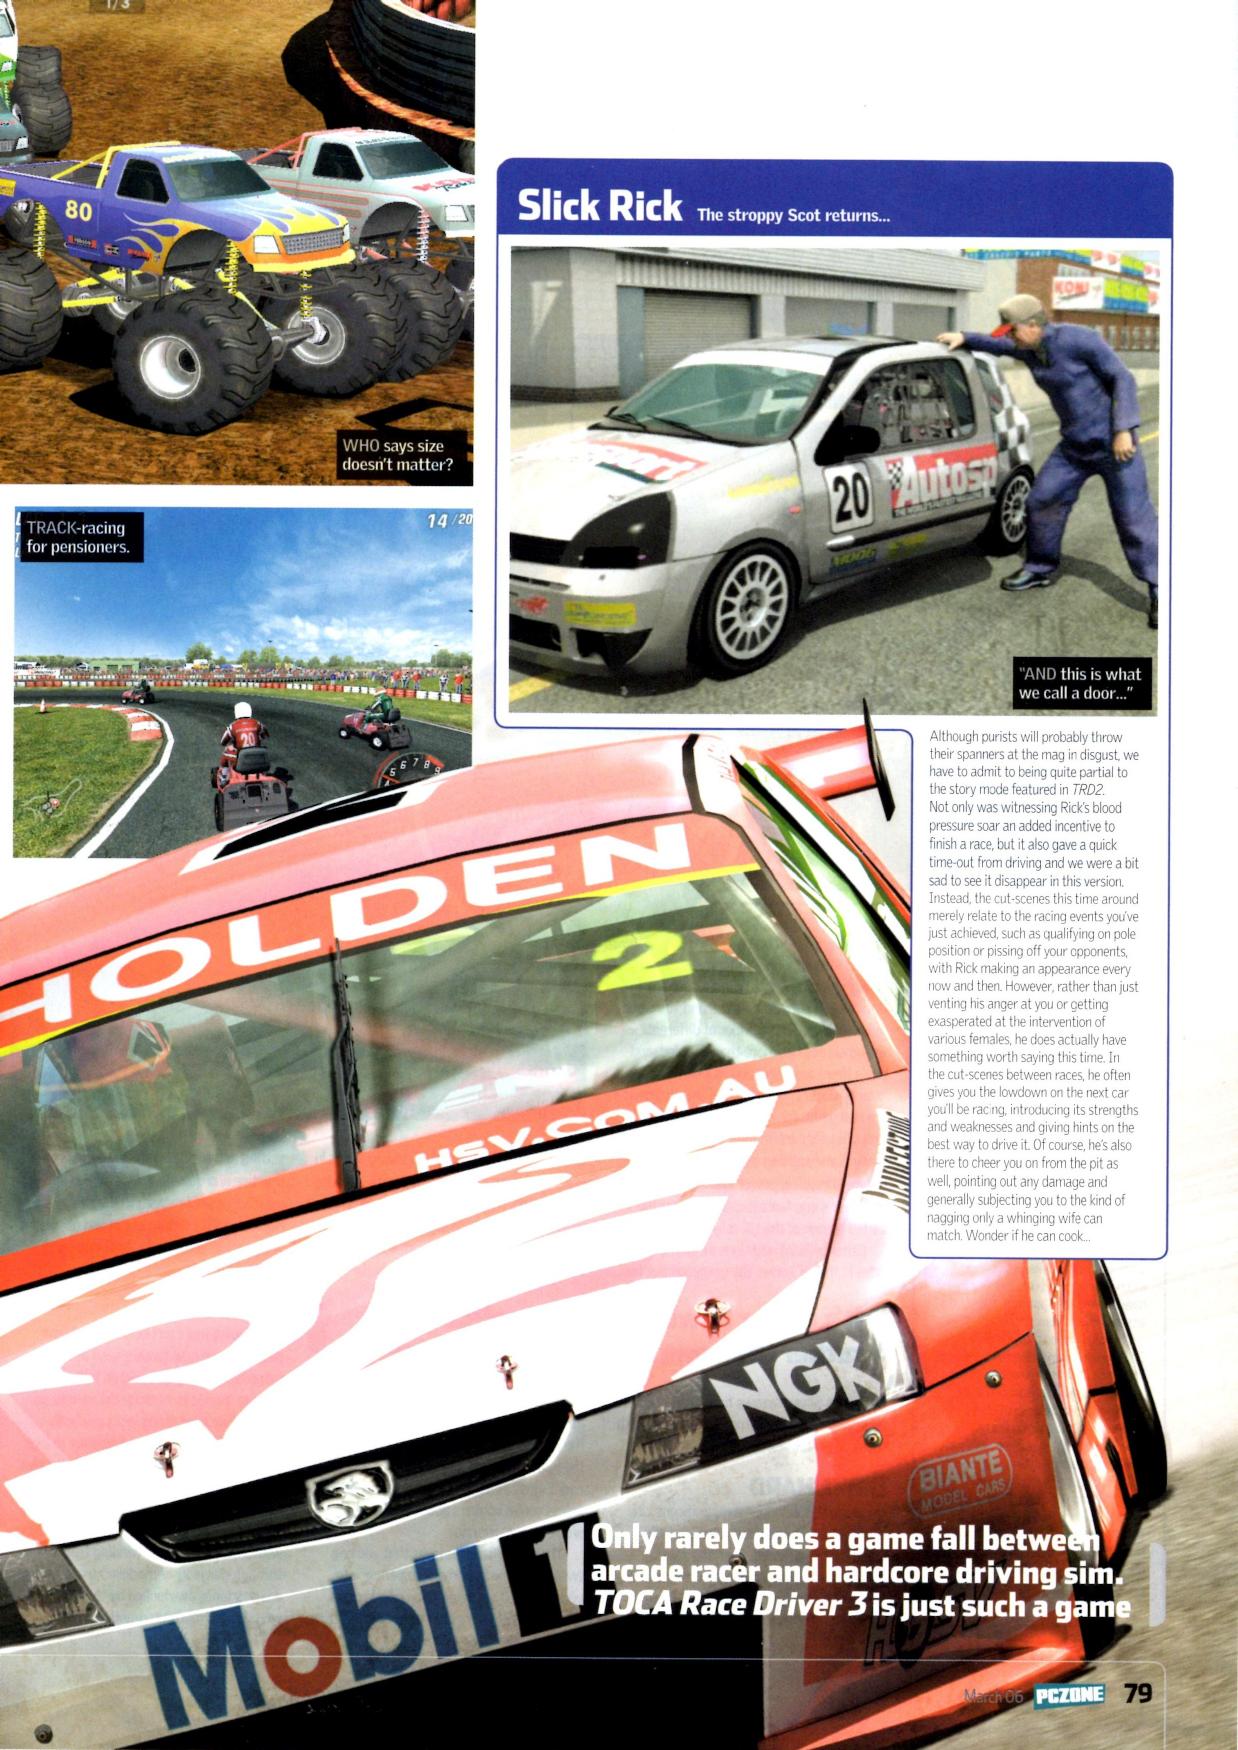 1/3
80
WHO says size
doesn't matter?
TRACK-racing
for pensioners.
14 /20
20
5 6 7 8 9
Slick Rick The stroppy Scot returns...
KONI
20
Autosp
"AND this is what
we call a door..."
Although purists will probably throw
their spanners at the mag in disgust, we
have to admit to being quite partial to
the story mode featured in TRD2.
Not only was witnessing Rick's blood
pressure soar an added incentive to
finish a race, but it also gave a quick
time-out from driving and we were a bit
sad to see it disappear in this version.
Instead, the cut-scenes this time around
merely relate to the racing events you've
just achieved, such as qualifying on pole
position or pissing off your opponents,
with Rick making an appearance every
now and then. However, rather than just
venting his anger at you or getting
exasperated at the intervention of
various females, he does actually have
something worth saying this time. In
the cut-scenes between races, he often
gives you the lowdown on the next car
you'll be racing, introducing its strengths
and weaknesses and giving hints on the
best way to drive it. Of course, he's also
there to cheer you on from the pit as
well, pointing out any damage and
generally subjecting you to the kind of
nagging only a whinging wife can
match. Wonder if he can cook...
HOLDEN
2
HSV.COM.AU
BRIDGESTONE
NGK
BIANTE
MODEL CARS
Mobil 1
Only rarely does a game fall between
arcade racer and hardcore driving sim.
TOCA Race Driver 3 is just such a game
March 06 PCZONE 79